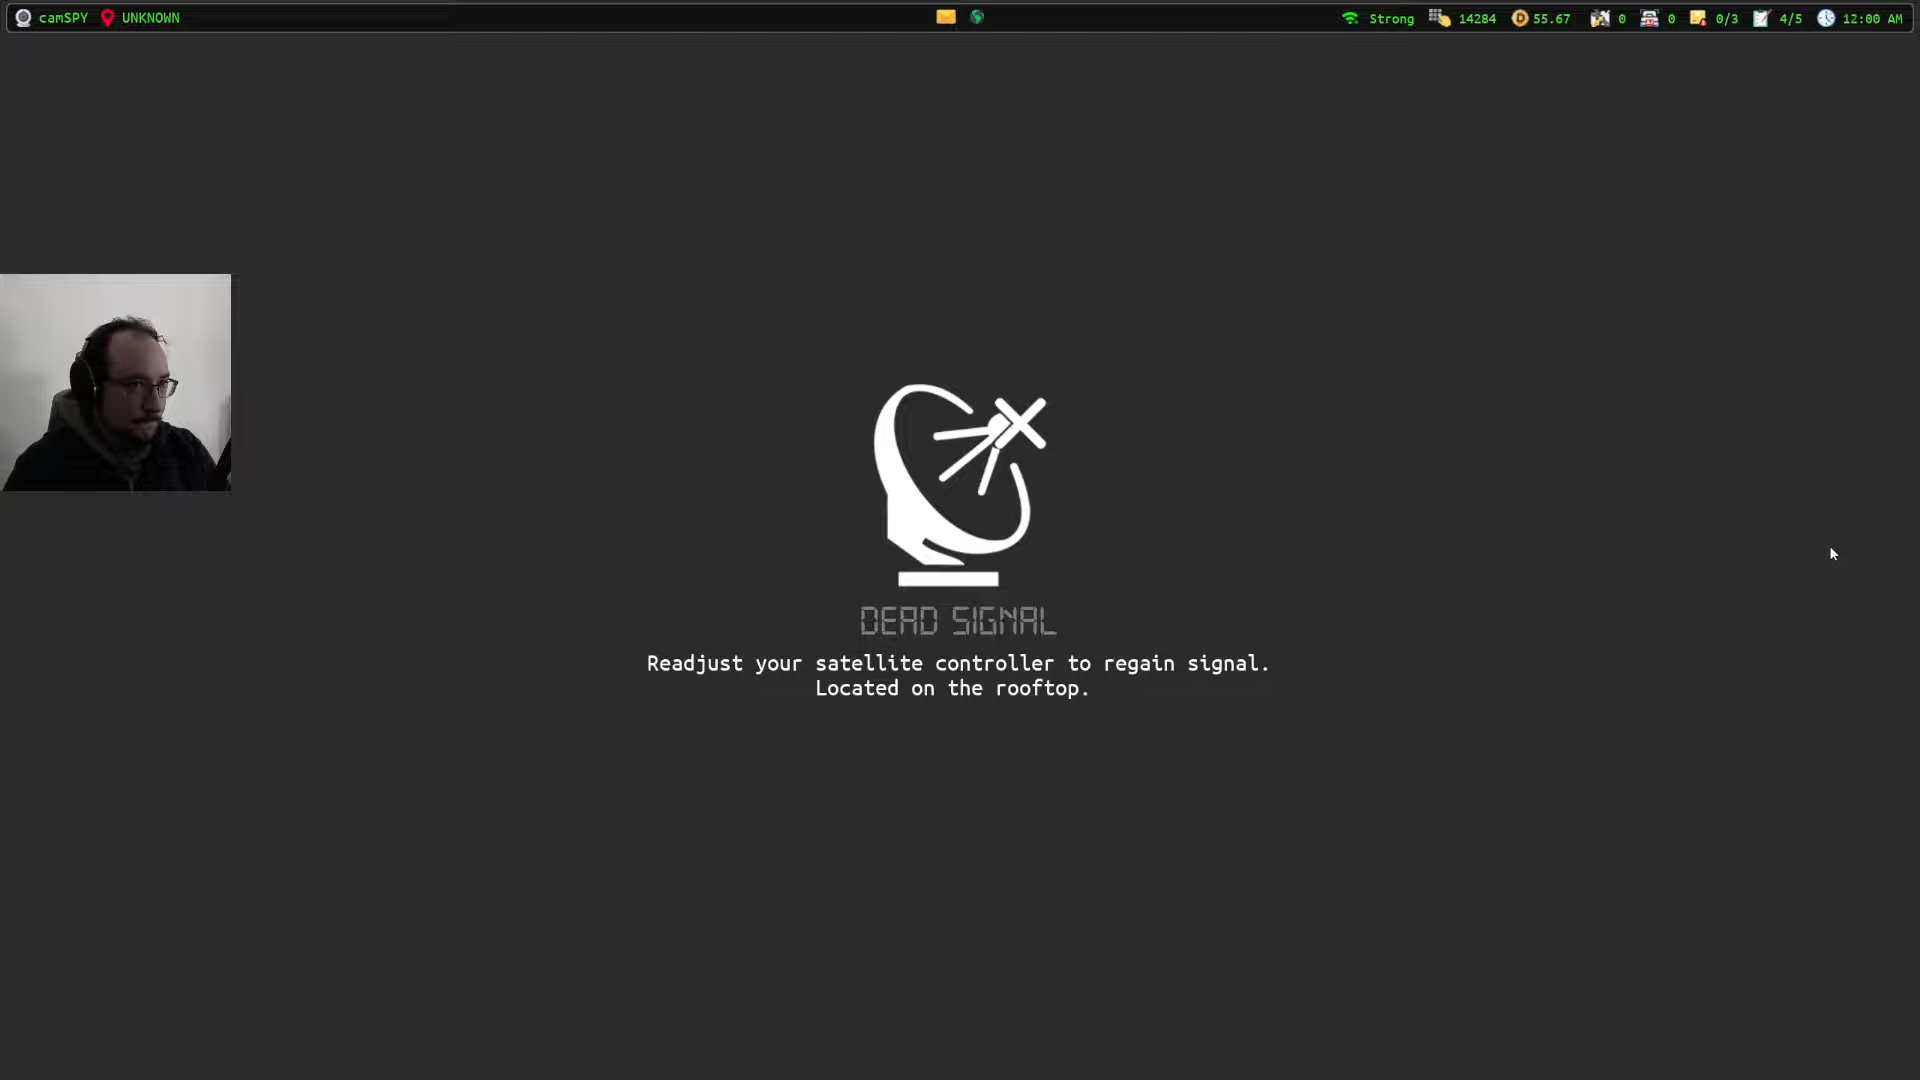 camSPY UNKNOWN Strong 14284 55.67 0 0 0/3 4/5 12:00 AM
DEAD SIGNAL
Readjust your satellite controller to regain signal.
Located on the rooftop.